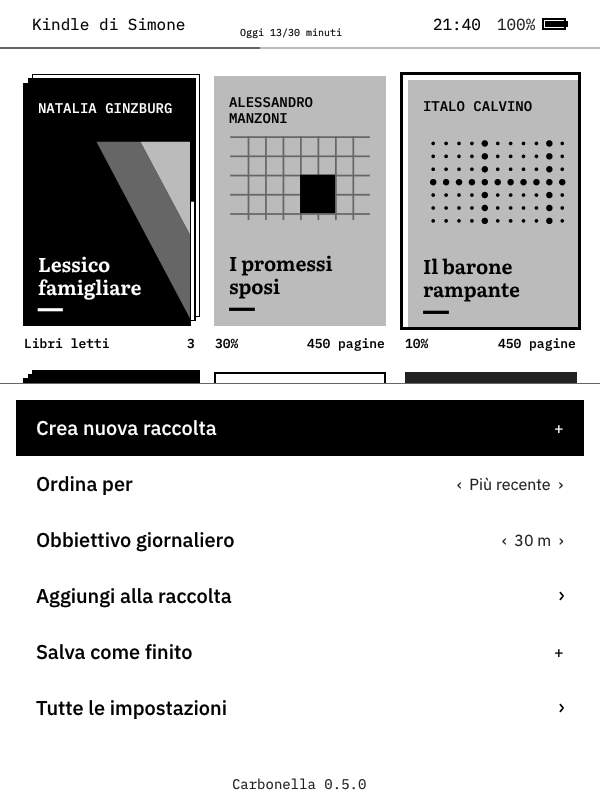 Kindle di Simone
Oggi 13/30 minuti
21:40 100%
NATALIA GINZBURG
Lessico
famigliare
Libri letti 3
ALESSANDRO
MANZONI
I promessi
sposi
30% 450 pagine
ITALO CALVINO
Il barone
rampante
10% 450 pagine
Crea nuova raccolta +
Ordina per ‹ Più recente ›
Obbiettivo giornaliero ‹ 30 m ›
Aggiungi alla raccolta ›
Salva come finito +
Tutte le impostazioni ›
Carbonella 0.5.0